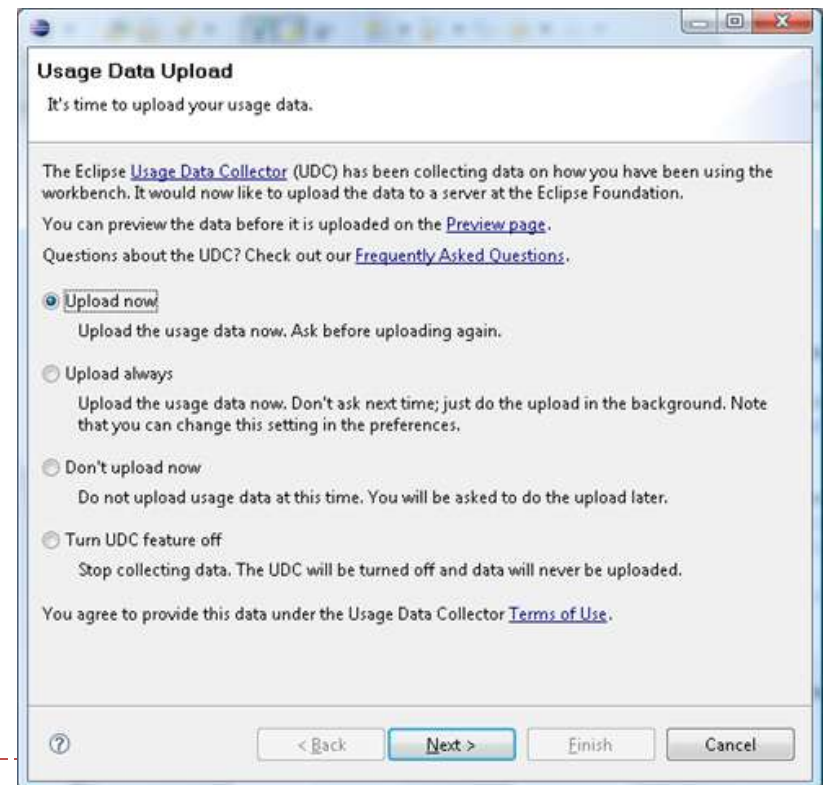 Usage Data Upload
It's time to upload your usage data.
The Eclipse Usage Data Collector (UDC) has been collecting data on how you have been using the
workbench. It would now like to upload the data to a server at the Eclipse Foundation.
You can preview the data before it is uploaded on the Preview page.
Questions about the UDC? Check out our Frequently Asked Questions.
Upload now
Upload the usage data now. Ask before uploading again.
Upload always
Upload the usage data now. Don't ask next time; just do the upload in the background. Note
that you can change this setting in the preferences.
Don't upload now
Do not upload usage data at this time. You will be asked to do the upload later.
Turn UDC feature off
Stop collecting data. The UDC will be turned off and data will never be uploaded.
You agree to provide this data under the Usage Data Collector Terms of Use.
? < Back Next > Finish Cancel